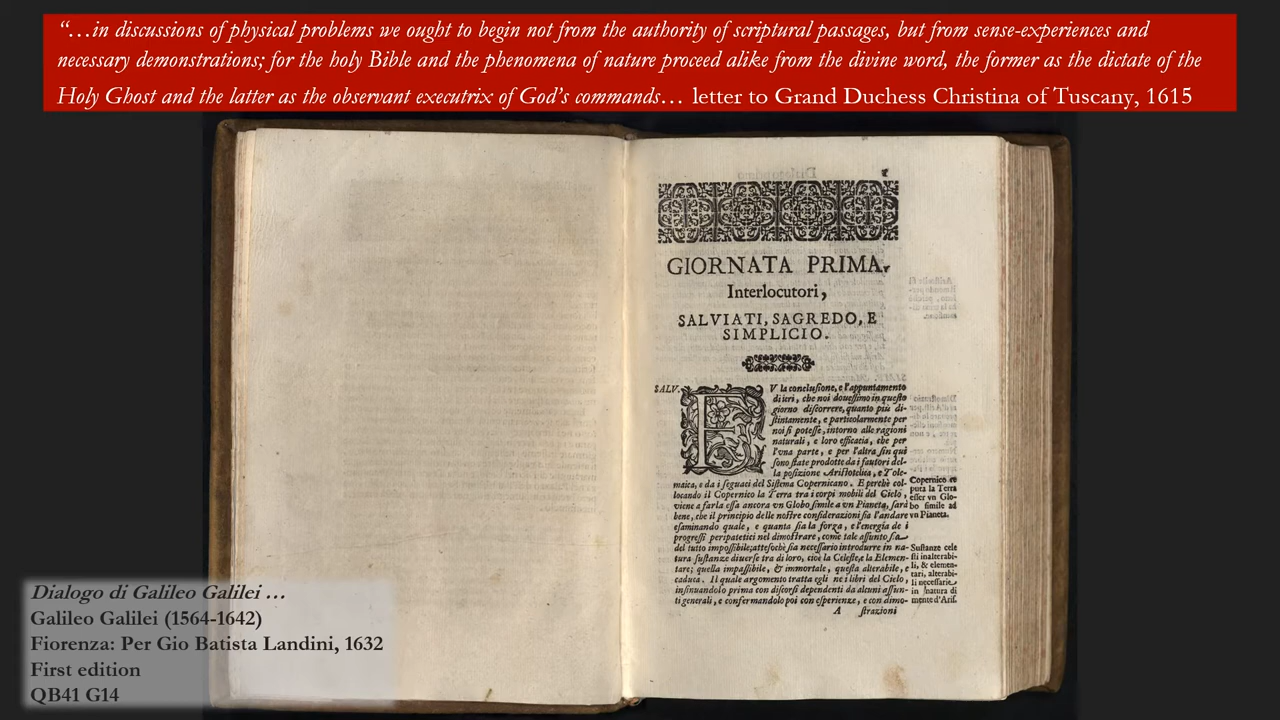 “…in discussions of physical problems we ought to begin not from the authority of scriptural passages, but from sense-experiences and
necessary demonstrations; for the holy Bible and the phenomena of nature proceed alike from the divine word, the former as the dictate of the
Holy Ghost and the latter as the observant executrix of God’s commands… letter to Grand Duchess Christina of Tuscany, 1615
GIORNATA PRIMA.
Interlocutori,
SALVIATI, SAGREDO, E
SIMPLICIO.
SALV.
EV la conclusione, e l'appuntamento
di ieri, che noi douessimo in questo
giorno discorrere, quanto più di-
stintamente, e particolarmente per
noi si potesse, intorno alle ragioni
naturali, e loro efficacia, che per
l'vna parte, e per l'altra sin qui
sono state prodotte da i fautori del-
la posizione Aristotelica, e Tole-
maica, e da i seguaci del Sistema Copernicano. E perchè col-
locando il Copernico la Terra tra i corpi mobili del Cielo,
viene a farla essa ancora vn Globo simile a vn Pianeta, sarà
bene, che il principio delle nostre considerazioni sia l'andare
esaminando quale, e quanta sia la forza, e l'energia de i
progressi peripatetici nel dimostrare, come tale assunto sia
del tutto impossibile; attesochè sia necessario introdurre in na-
tura sustanze diuerse tra di loro, cioè la Celeste, e la Elemen-
tare; quella impassibile, & immortale, questa alterabile, e
caduca. Il quale argomento tratta egli ne i libri del Cielo,
insinuandolo prima con discorsi dependenti da alcuni assun-
ti generali, e confermandolo poi con esperienze, e con dimo-
A strazioni
Copernico re
puta la Terra
esser vn Glo-
bo simile ad
vn Pianeta.
Sustanze cele
sti inalterabi-
li, & elemen-
tari, alterabi-
li necessarie
in natura di
mente d'Arist.
Dialogo di Galileo Galilei …
Galileo Galilei (1564-1642)
Fiorenza: Per Gio Batista Landini, 1632
First edition
QB41 G14